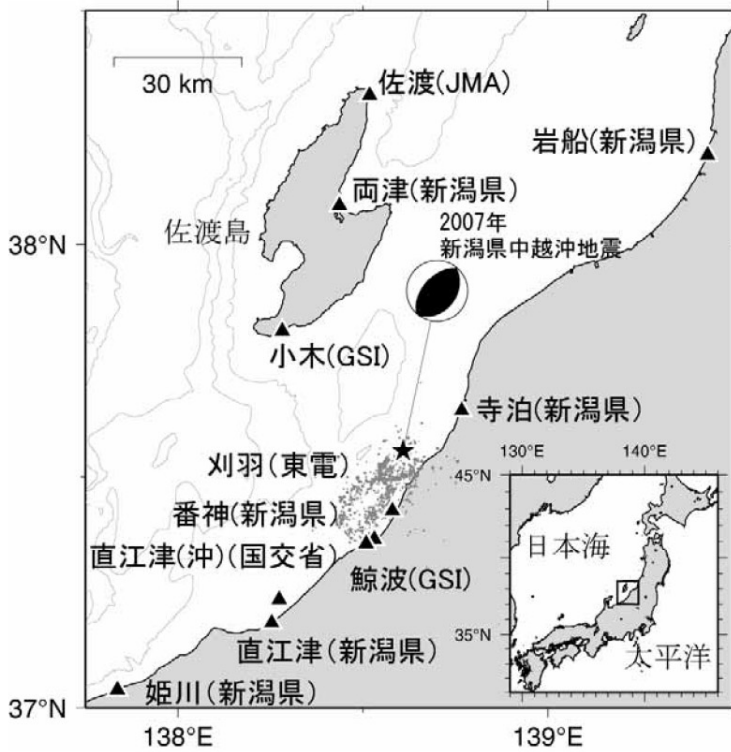 30 km
佐渡(JMA)
岩船(新潟県)
両津(新潟県)
佐渡島
2007年
新潟県中越沖地震
38°N
小木(GSI)
寺泊(新潟県)
刈羽(東電)
130°E
140°E
45°N
番神(新潟県)
直江津(沖)(国交省)
鯨波(GSI)
日本海
35°N
直江津(新潟県)
太平洋
姫川(新潟県)
37°N
138°E
139°E